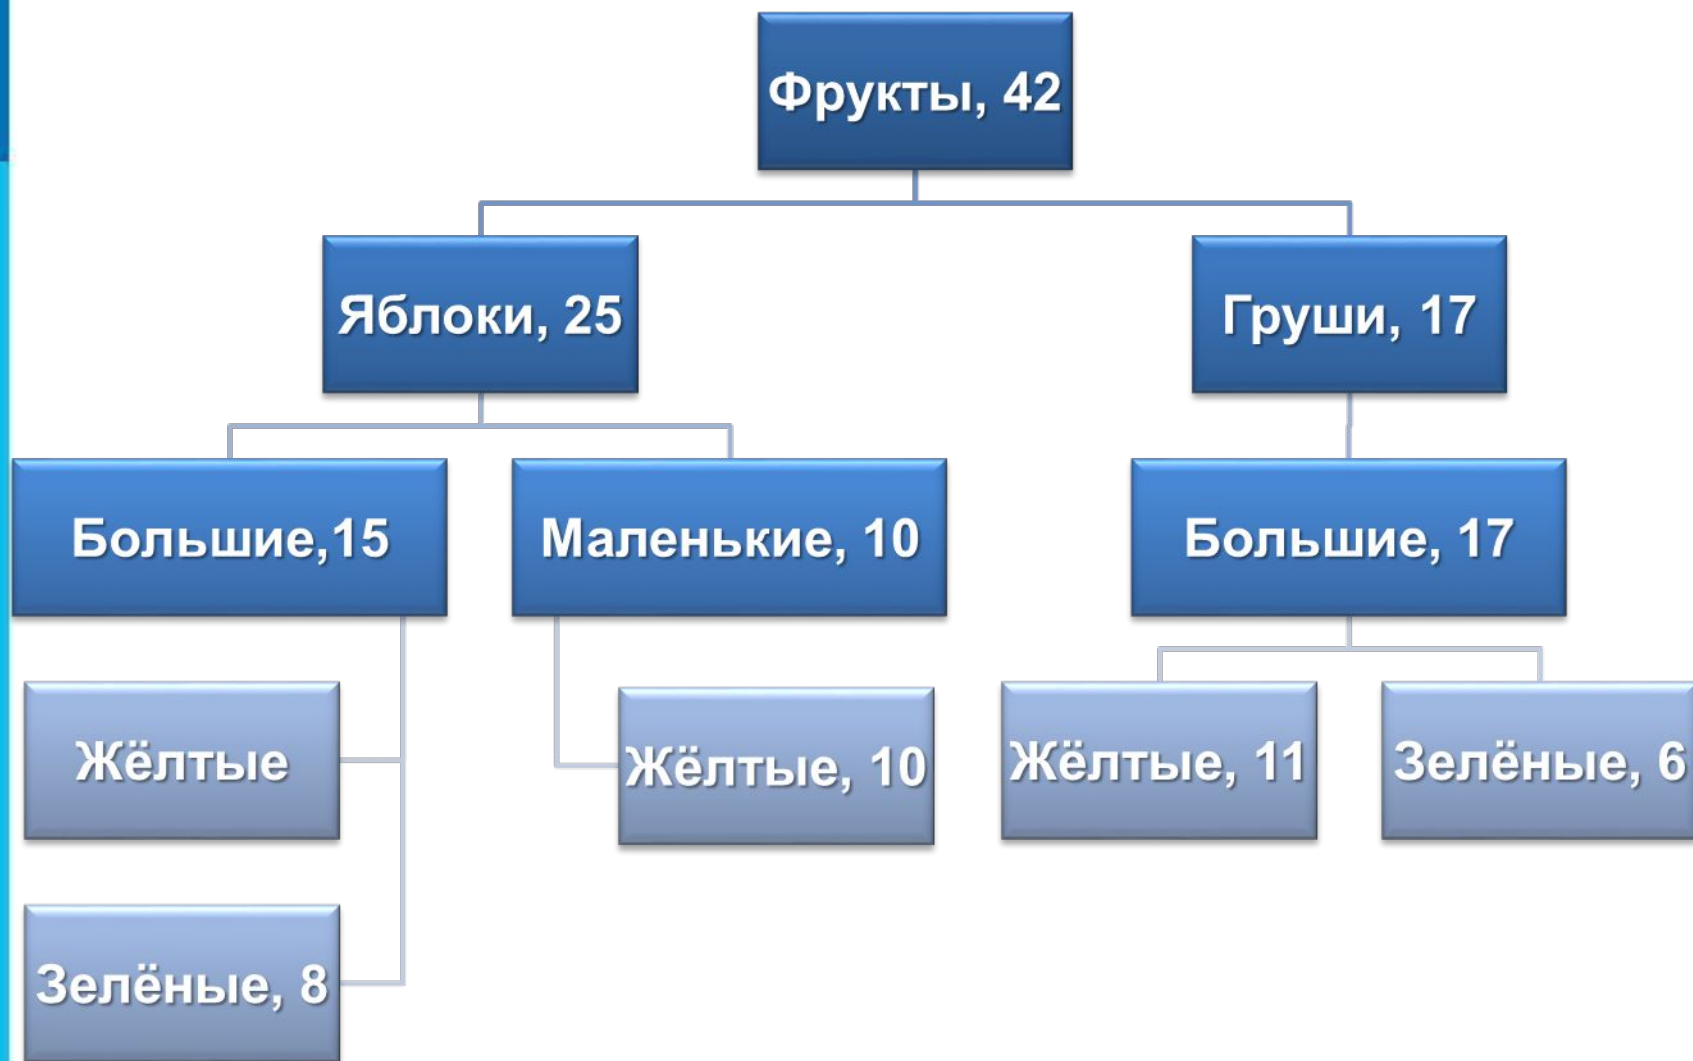 Фрукты, 42
Яблоки, 25
Груши, 17
Большие,15
Маленькие, 10
Большие, 17
Жёлтые
Жёлтые, 10
Жёлтые, 11
Зелёные, 6
Зелёные, 8